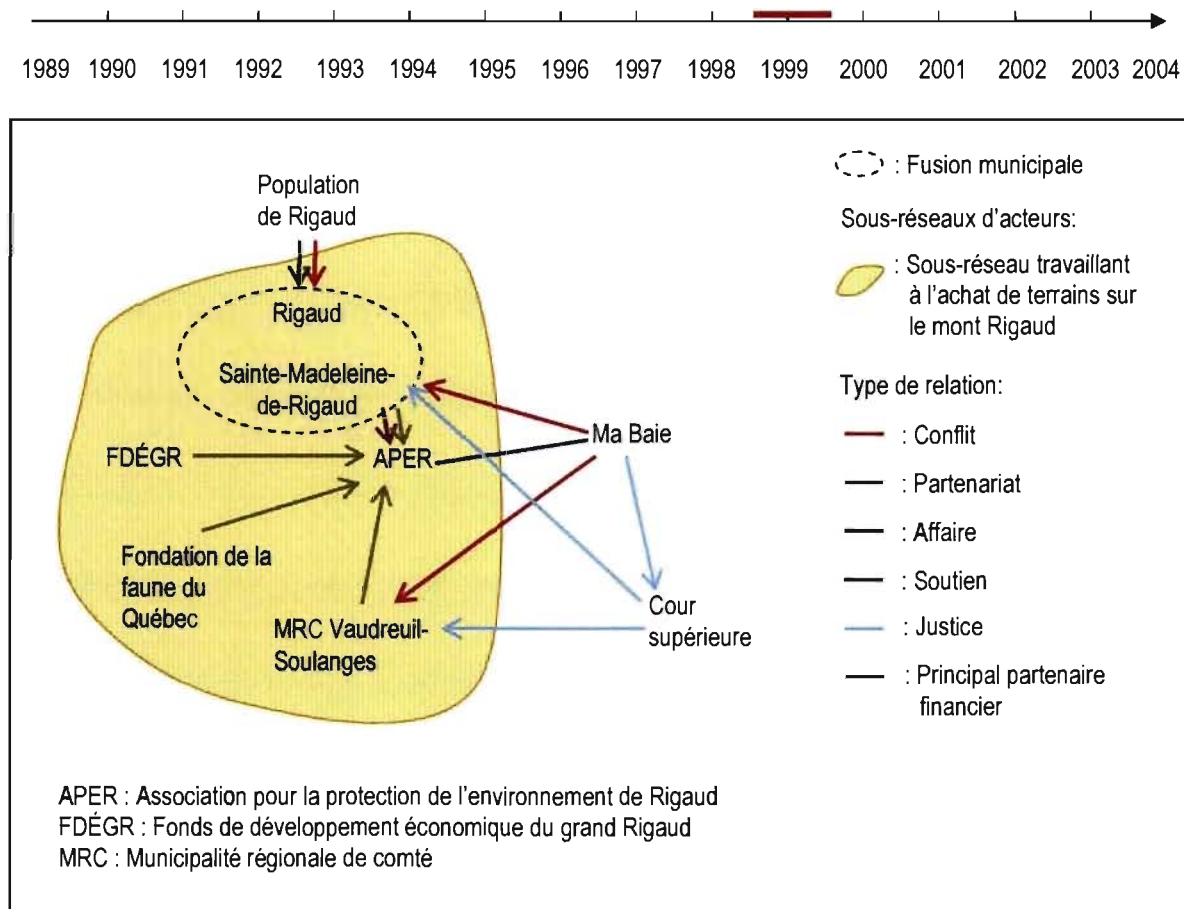 1989 1990 1991 1992 1993 1994 1995 1996 1997 1998 1999 2000 2001 2002 2003 2004
Population
de Rigaud
Rigaud
Sainte-Madeleine-
de-Rigaud
FDÉGR
APER
Ma Baie
Fondation de la
faune du
Québec
MRC Vaudreuil-
Soulanges
Cour
supérieure
: Fusion municipale
Sous-réseaux d'acteurs:
: Sous-réseau travaillant
à l'achat de terrains sur
le mont Rigaud
Type de relation:
: Conflit
: Partenariat
: Affaire
: Soutien
: Justice
: Principal partenaire
financier
APER : Association pour la protection de l'environnement de Rigaud
FDÉGR : Fonds de développement économique du grand Rigaud
MRC : Municipalité régionale de comté